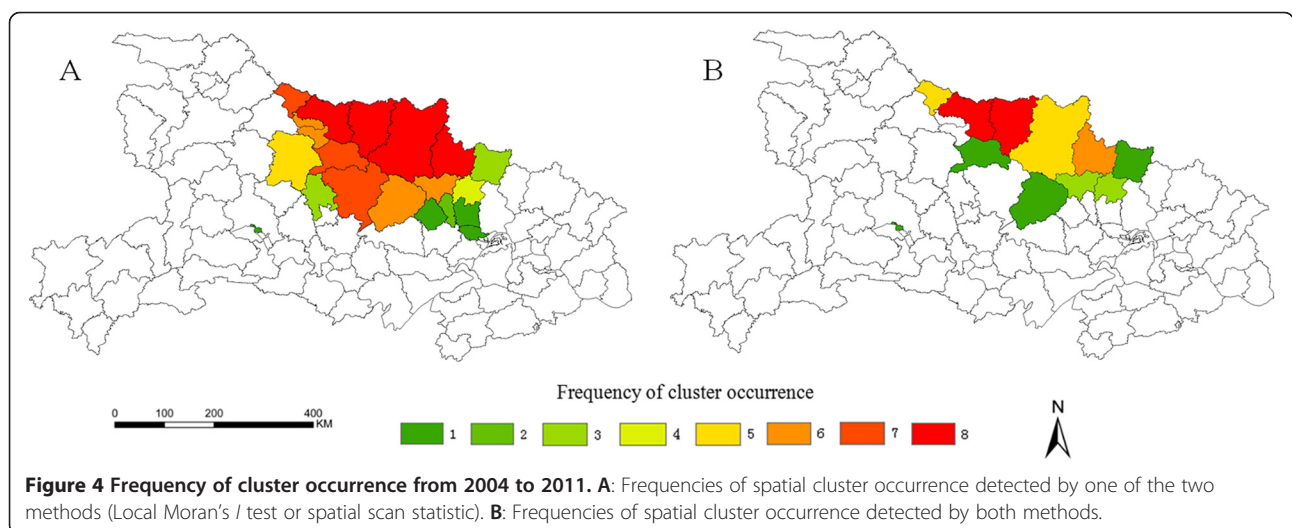 A
B
Frequency of cluster occurrence
0 100 200 400
KM
1 2 3 4 5 6 7 8
N
Figure 4 Frequency of cluster occurrence from 2004 to 2011. A: Frequencies of spatial cluster occurrence detected by one of the two
methods (Local Moran's I test or spatial scan statistic). B: Frequencies of spatial cluster occurrence detected by both methods.